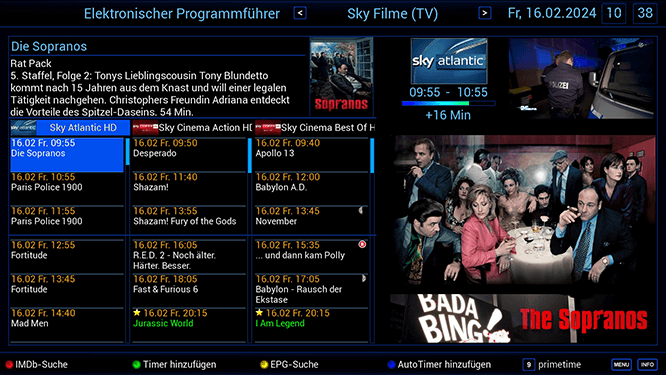 Elektronischer Programmführer < Sky Filme (TV) > Fr, 16.02.2024 10 38
Die Sopranos
Rat Pack
5. Staffel, Folge 2: Tonys Lieblingscousin Tony Blundetto
kommt nach 15 Jahren aus dem Knast und will einer legalen
Tätigkeit nachgehen. Christophers Freundin Adriana entdeckt
die Vorteile des Spitzel-Daseins. 54 Min.
Sopranos
sky atlantic
09:55 - 10:55
+16 Min
POLIZEI
Sky Atlantic HD
16.02 Fr. 09:55
Die Sopranos
16.02 Fr. 10:55
Paris Police 1900
16.02 Fr. 11:55
Paris Police 1900
16.02 Fr. 12:55
Fortitude
16.02 Fr. 13:45
Fortitude
16.02 Fr. 14:40
Mad Men
Sky Cinema Action HD
16.02 Fr. 09:50
Desperado
16.02 Fr. 11:40
Shazam!
16.02 Fr. 13:55
Shazam! Fury of the Gods
16.02 Fr. 16:05
R.E.D. 2 - Noch älter.
Härter. Besser.
16.02 Fr. 18:05
Fast & Furious 6
16.02 Fr. 20:15
Jurassic World
Sky Cinema Best Of H
16.02 Fr. 09:40
Apollo 13
16.02 Fr. 12:00
Babylon A.D.
16.02 Fr. 13:45
November
16.02 Fr. 15:35
... und dann kam Polly
16.02 Fr. 17:05
Babylon - Rausch der
Ekstase
16.02 Fr. 20:15
I Am Legend
BADA
BING!
The Sopranos
IMDb-Suche Timer hinzufügen EPG-Suche AutoTimer hinzufügen 9 primetime MENU INFO